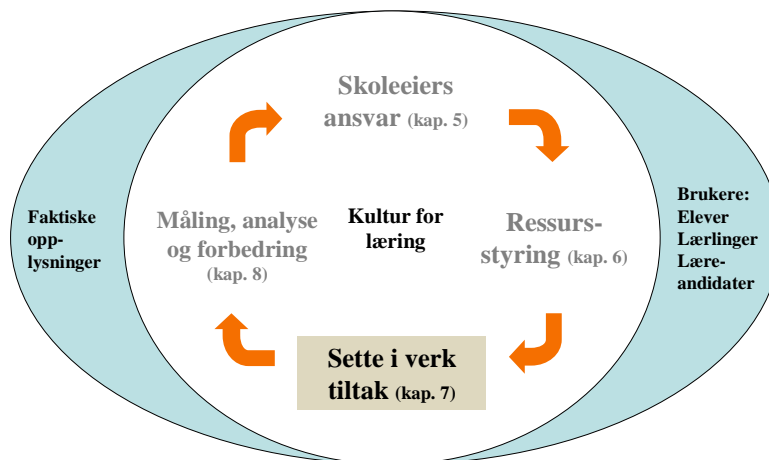 Skoleeiers
ansvar (kap. 5)
Faktiske
opp-
lysninger
Måling, analyse
og forbedring
(kap. 8)
Kultur for
læring
Ressurs-
styring (kap. 6)
Brukere:
Elever
Lærlinger
Lære-
andidater
Sette i verk
tiltak (kap. 7)